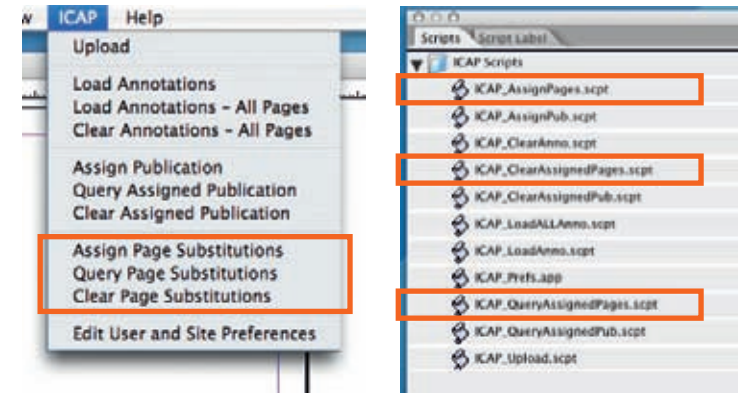 ICAP Help
Upload
Load Annotations
Load Annotations - All Pages
Clear Annotations - All Pages
Assign Publication
Query Assigned Publication
Clear Assigned Publication
Assign Page Substitutions
Query Page Substitutions
Clear Page Substitutions
Edit User and Site Preferences
Scripts Script Label
ICAP Scripts
ICAP_AssignPages.scpt
ICAP_AssignPub.scpt
ICAP_ClearAnno.scpt
ICAP_ClearAssignedPages.scpt
ICAP_ClearAssignedPub.scpt
ICAP_LoadALLAnno.scpt
ICAP_LoadAnno.scpt
ICAP_Prefs.app
ICAP_QueryAssignedPages.scpt
ICAP_QueryAssignedPub.scpt
ICAP_Upload.scpt